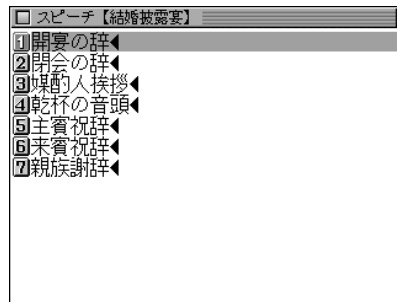 スピーチ【結婚披露宴】
1開宴の辞
2閉会の辞
3媒酌人挨拶
4乾杯の音頭
5主賓祝辞
6来賓祝辞
7親族謝辞